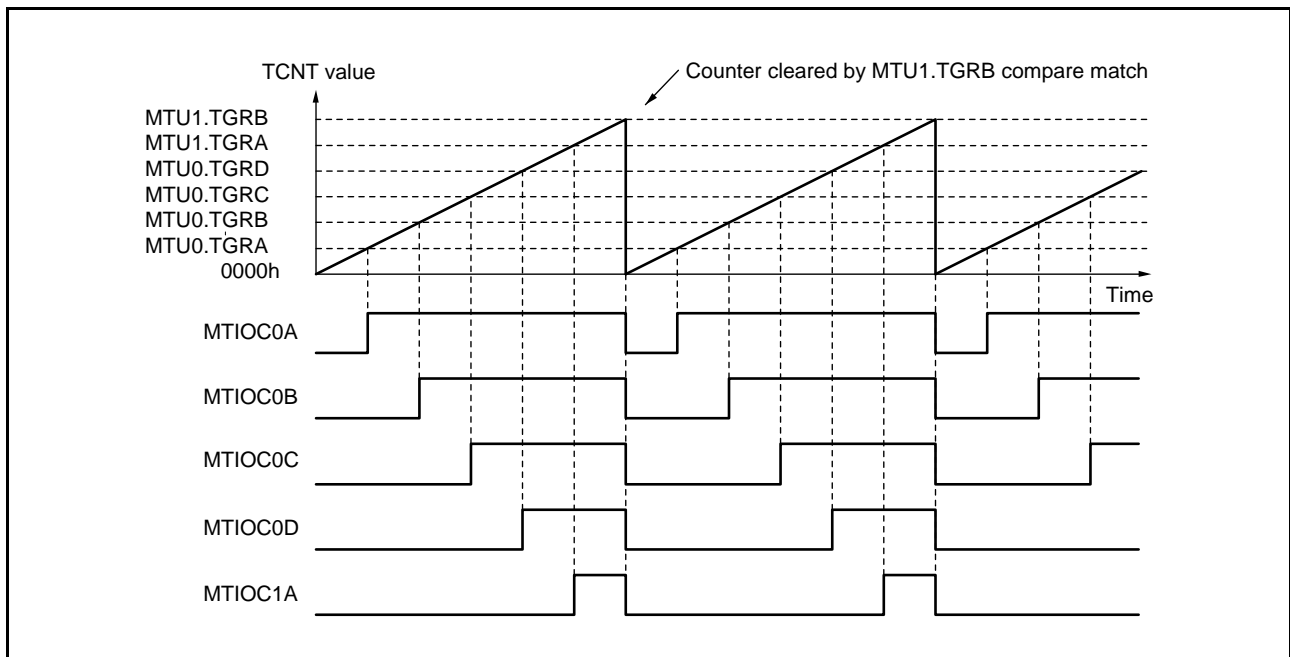 TCNT value
Counter cleared by MTU1.TGRB compare match
MTU1.TGRB
MTU1.TGRA
MTU0.TGRD
MTU0.TGRC
MTU0.TGRB
MTU0.TGRA
0000h
Time
MTIOC0A
MTIOC0B
MTIOC0C
MTIOC0D
MTIOC1A